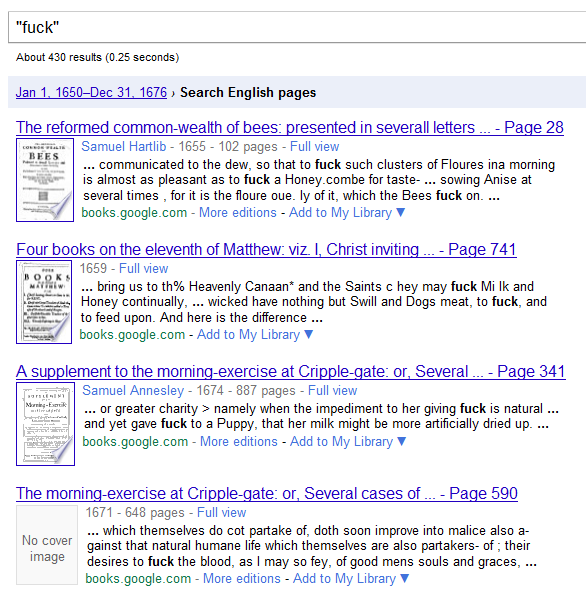 "fuck"
About 430 results (0.25 seconds)
Jan 1, 1650–Dec 31, 1676 › Search English pages
The reformed common-wealth of bees: presented in severall letters ... - Page 28
Samuel Hartlib - 1655 - 102 pages - Full view
... communicated to the dew, so that to fuck such clusters of Floures ina morning
is almost as pleasant as to fuck a Honey.combe for taste- ... sowing Anise at
several times , for it is the floure oue. ly of it, which the Bees fuck on. ...
books.google.com - More editions - Add to My Library ▼
Four books on the eleventh of Matthew: viz. I, Christ inviting ... - Page 741
1659 - Full view
... bring us to th% Heavenly Canaan* and the Saints c hey may fuck Mi lk and
Honey continually, ... wicked have nothing but Swill and Dogs meat, to fuck, and
to feed upon. And here is the difference ...
books.google.com - Add to My Library ▼
A supplement to the morning-exercise at Cripple-gate: or, Several ... - Page 341
Samuel Annesley - 1674 - 887 pages - Full view
... or greater charity > namely when the impediment to her giving fuck is natural ...
and yet gave fuck to a Puppy, that her milk might be more artificially dried up. ...
books.google.com - More editions - Add to My Library ▼
The morning-exercise at Cripple-gate: or, Several cases of ... - Page 590
No cover
image
1671 - 648 pages - Full view
... which themselves do cot partake of, doth soon improve into malice also a-
gainst that natural humane life which themselves are also partakers- of ; their
desires to fuck the blood, as I may so fey, of good mens souls and graces, ...
books.google.com - More editions - Add to My Library ▼